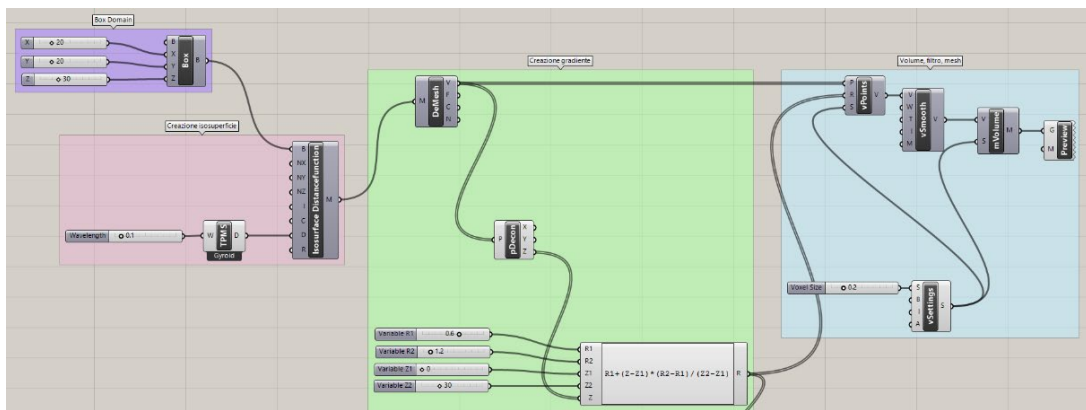 Box Domain
X 20
Y 20
Z 30
B
X
Y
Z
Box
B
Creazione isosuperficie
Wavelength 0.1
W
TPMS
D
Gyroid
B
NX
NY
NZ
I
C
D
R
Isosurface Distancefunction
M
Creazione gradiente
M
DeMesh
V
F
C
N
P
pDecon
X
Y
Z
Variable R1 0.6
Variable R2 1.2
Variable Z1 0
Variable Z2 30
R1
R2
Z1
Z2
Z
R1+(Z-Z1)*(R2-R1)/(Z2-Z1)
R
Volume, filtro, mesh
P
R
S
vPoints
V
V
W
T
I
M
vSmooth
V
V
S
mVolume
M
G
M
Preview
Voxel Size 0.2
S
B
I
A
vSettings
S